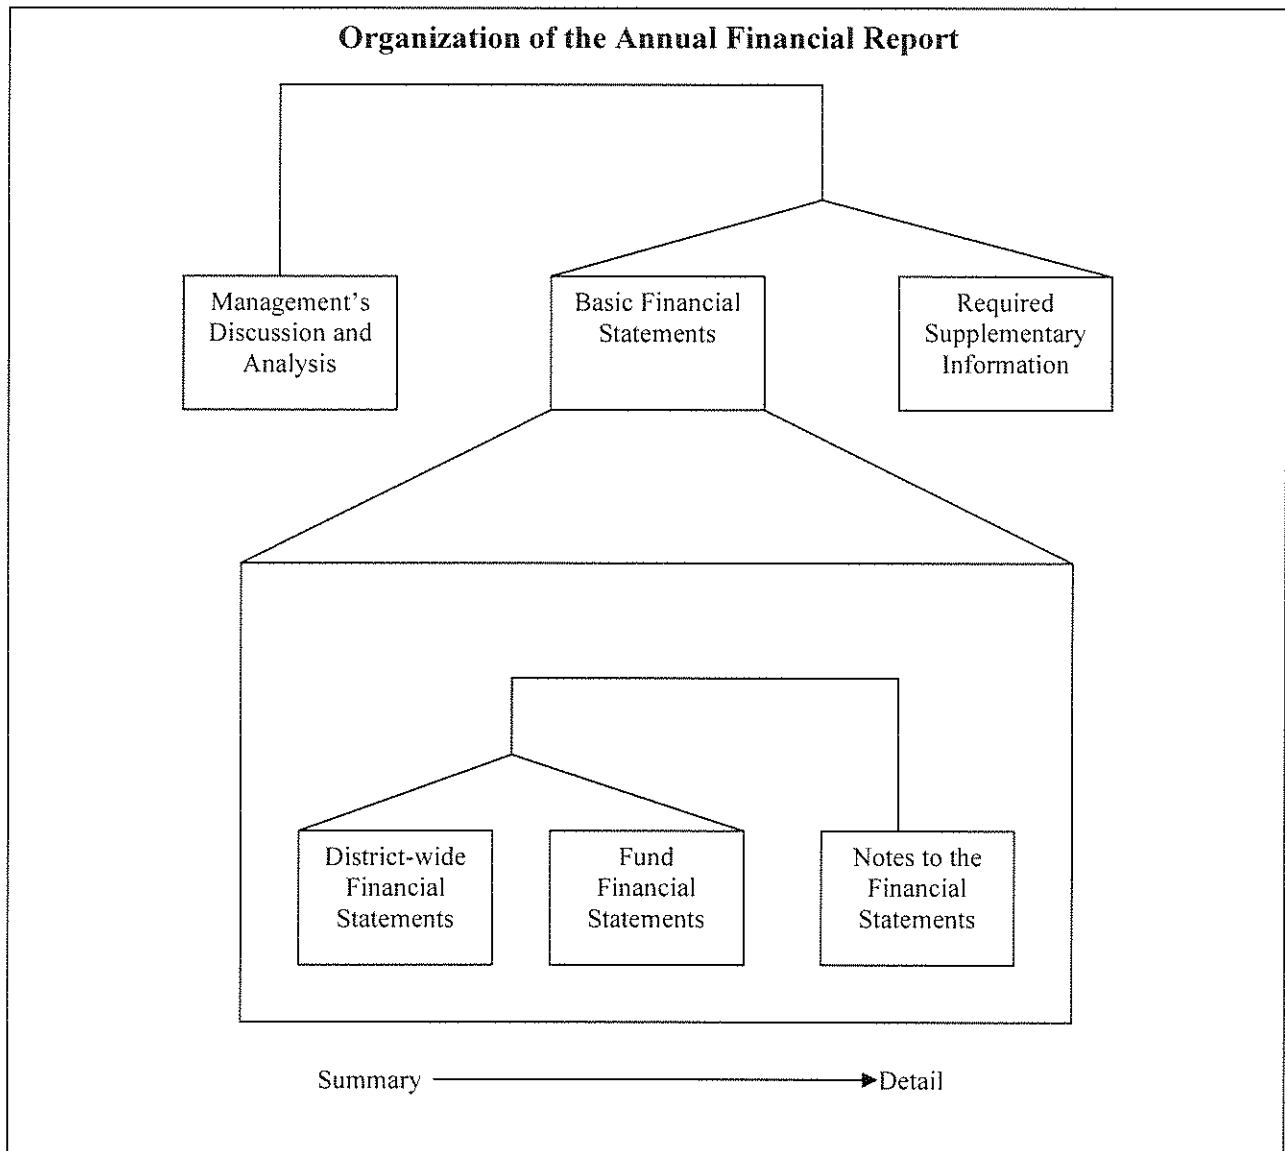 Organization of the Annual Financial Report
Management’s
Discussion and
Analysis
Basic Financial
Statements
Required
Supplementary
Information
District-wide
Financial
Statements
Fund
Financial
Statements
Notes to the
Financial
Statements
Summary
Detail